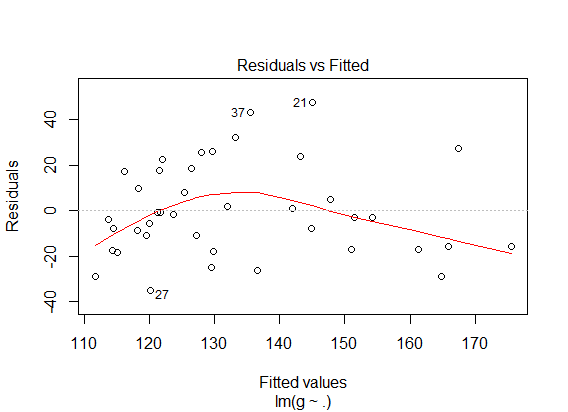 Residuals vs Fitted
Residuals
40
20
0
-20
-40
37
21
27
110 120 130 140 150 160 170
Fitted values
lm(g ~ .)